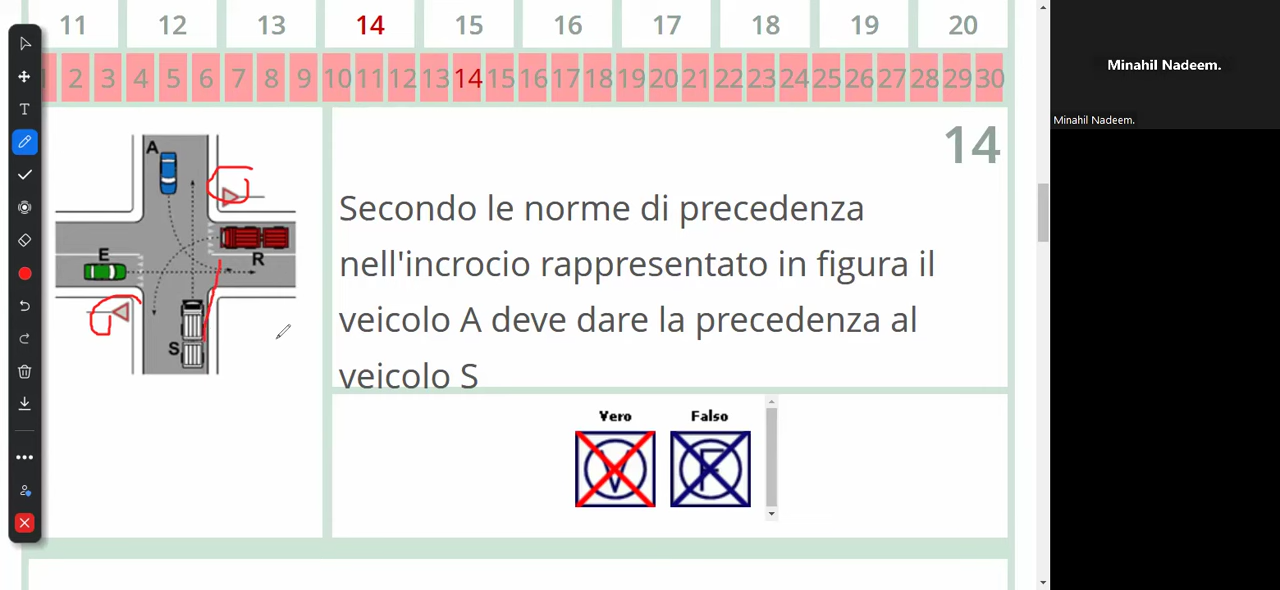 11 12 13 14 15 16 17 18 19 20
2 3 4 5 6 7 8 9 10 11 12 13 14 15 16 17 18 19 20 21 22 23 24 25 26 27 28 29 30
Minahil Nadeem.
Minahil Nadeem.
T
A
E
R
S
14
Secondo le norme di precedenza
nell'incrocio rappresentato in figura il
veicolo A deve dare la precedenza al
veicolo S
Vero Falso
V F